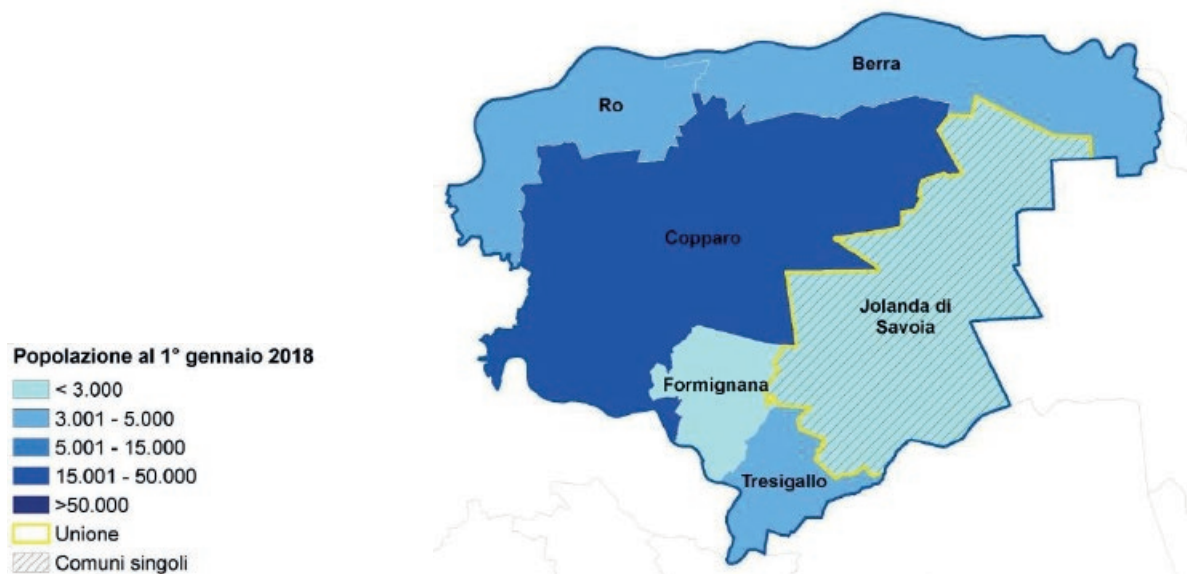 Berra
Ro
Copparo
Jolanda di
Savoia
Formignana
Tresigallo
Popolazione al 1° gennaio 2018
< 3.000
3.001 - 5.000
5.001 - 15.000
15.001 - 50.000
>50.000
Unione
Comuni singoli